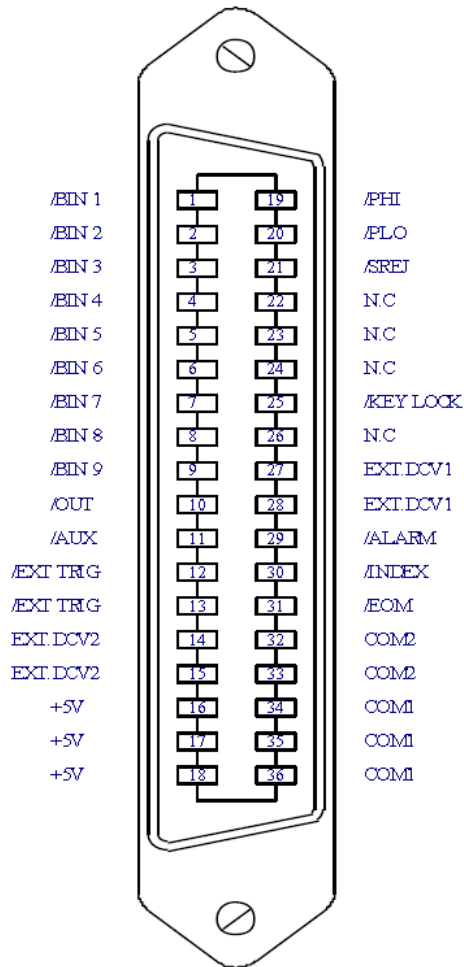 /BIN 1 1 19 /PHI
/BIN 2 2 20 /PLO
/BIN 3 3 21 /SREJ
/BIN 4 4 22 N.C
/BIN 5 5 23 N.C
/BIN 6 6 24 N.C
/BIN 7 7 25 /KEY LOCK
/BIN 8 8 26 N.C
/BIN 9 9 27 EXT.DCV1
/OUT 10 28 EXT.DCV1
/AUX 11 29 /ALARM
/EXT TRIG 12 30 /INDEX
/EXT TRIG 13 31 /EOM
EXT.DCV2 14 32 COM2
EXT.DCV2 15 33 COM2
+5V 16 34 COM1
+5V 17 35 COM1
+5V 18 36 COM1